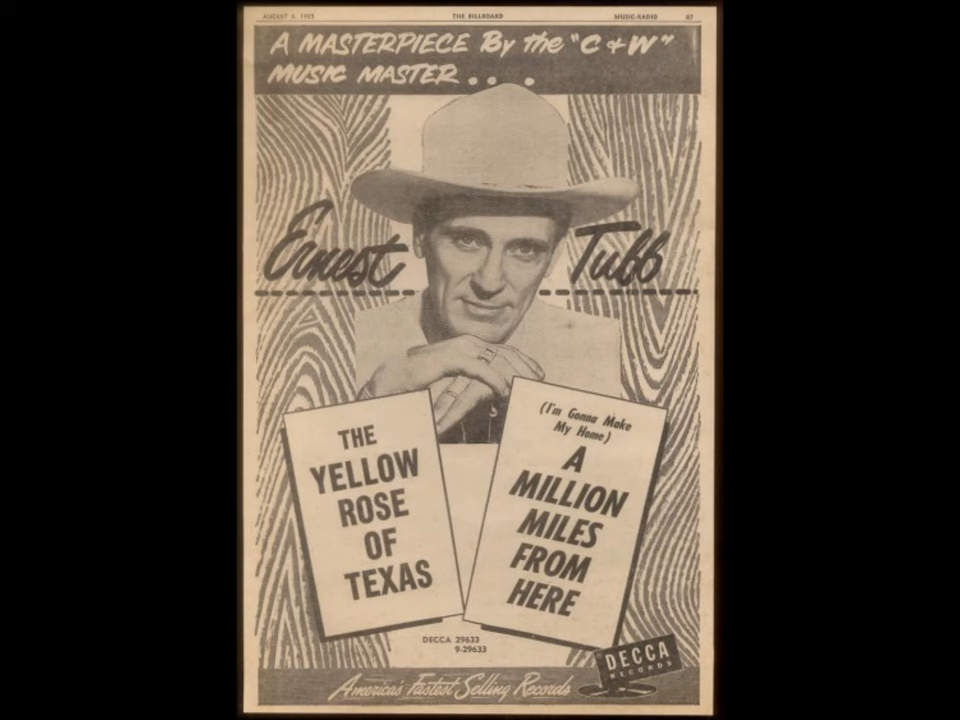 AUGUST 6, 1955 THE BILLBOARD MUSIC-RADIO 47
A MASTERPIECE By the "C & W"
MUSIC MASTER . . .
Ernest Tubb
THE
YELLOW
ROSE
OF
TEXAS
(I'm Gonna Make
My Home)
A
MILLION
MILES
FROM
HERE
DECCA 29633
9-29633
DECCA
RECORDS
America's Fastest Selling Records